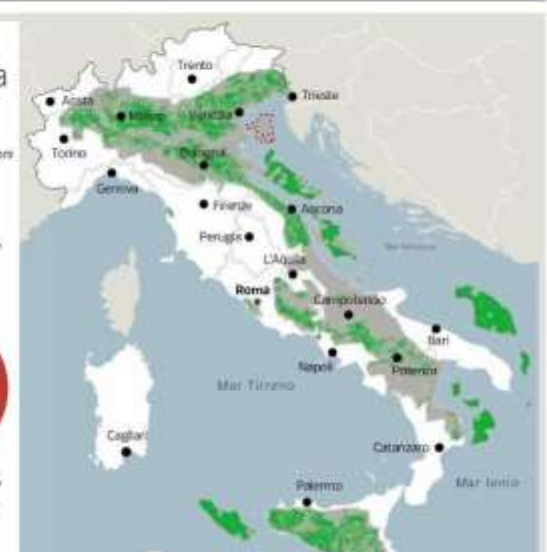 Trento
Aosta
Milano
Venezia
Trieste
Torino
Bologna
Genova
Firenze
Ancona
Perugia
L'Aquila
Roma
Campobasso
Bari
Napoli
Potenza
Mar Tirreno
Cagliari
Catanzaro
Palermo
Mar Ionio